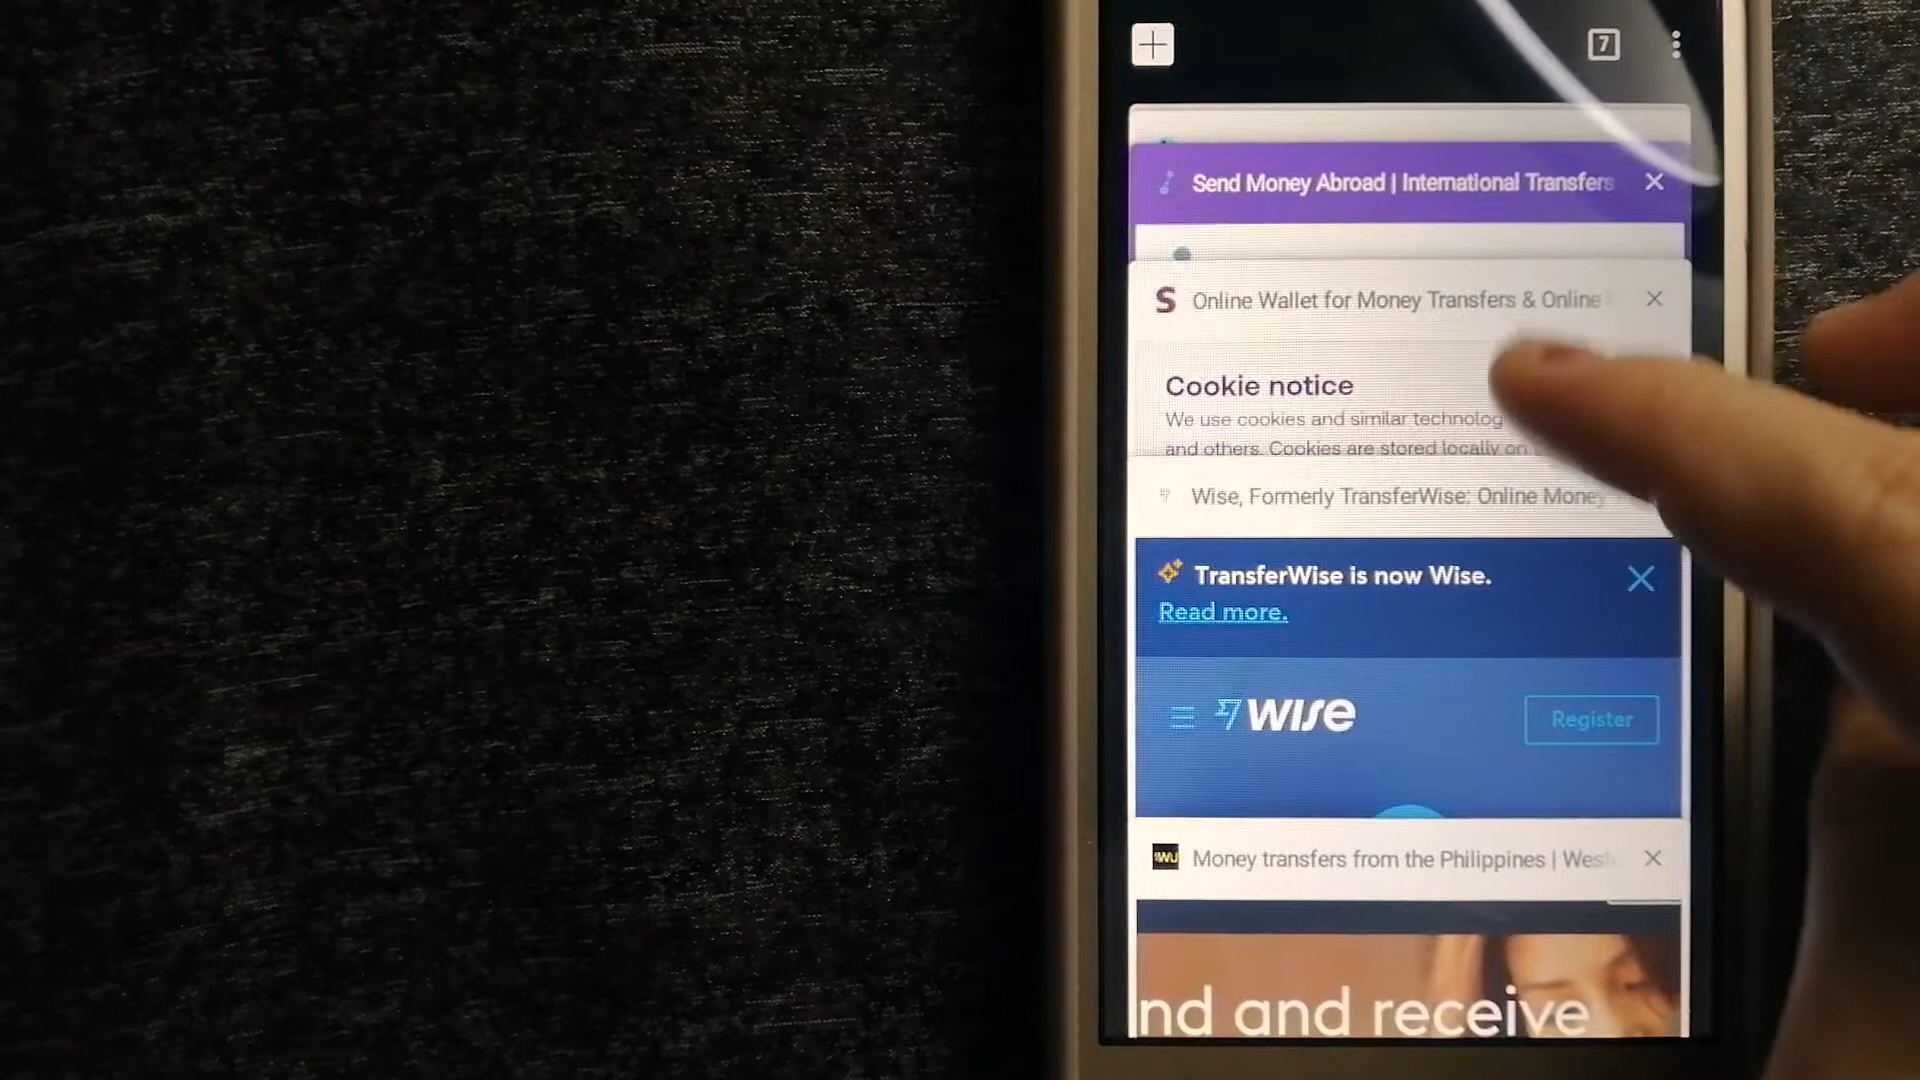 7
Send Money Abroad | International Transfers
S Online Wallet for Money Transfers & Online
Cookie notice
We use cookies and similar technolog
and others. Cookies are stored locally on
Wise, Formerly TransferWise: Online Money
TransferWise is now Wise.
Read more.
WISE
Register
WU Money transfers from the Philippines | West
nd and receive